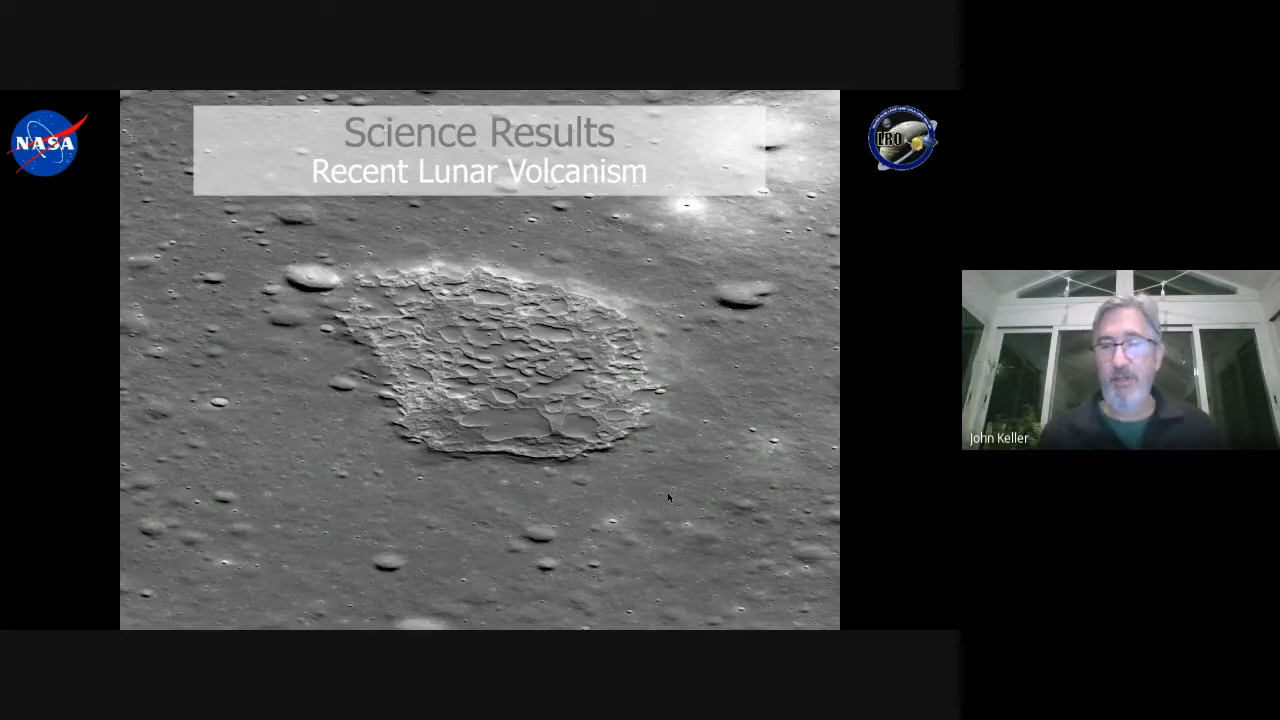 Science Results
Recent Lunar Volcanism
NASA
LRO
John Keller